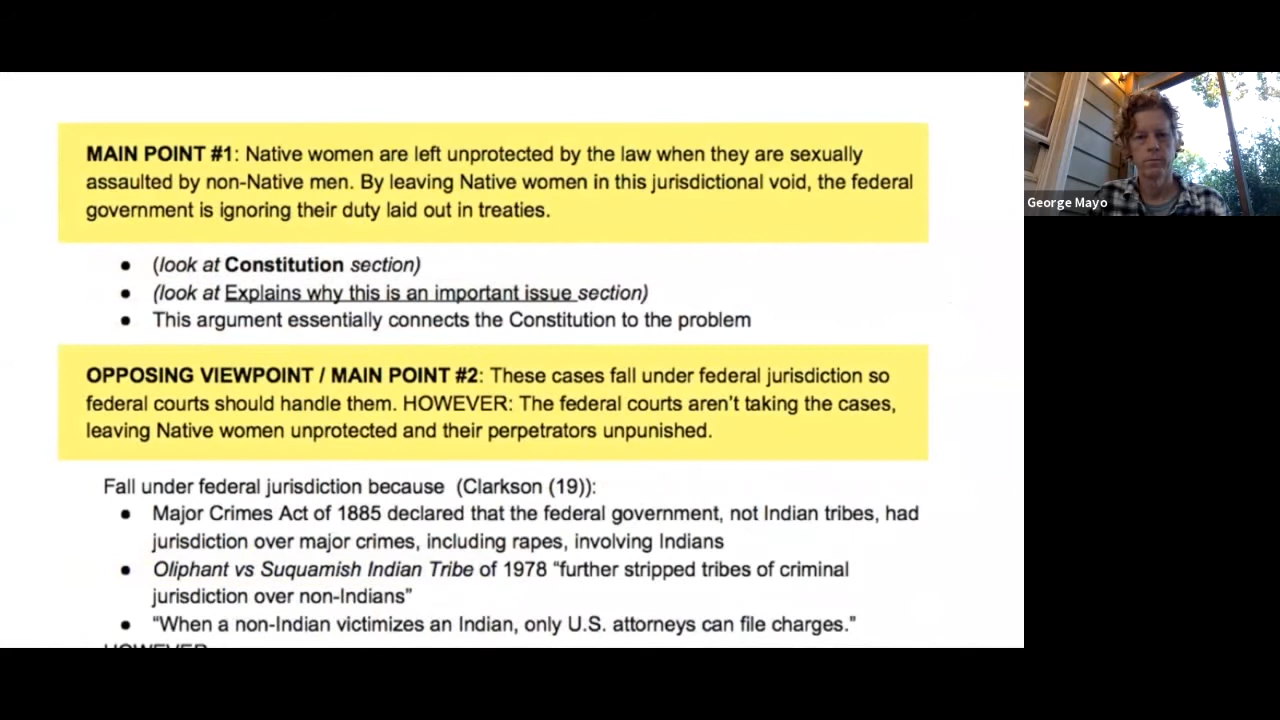 MAIN POINT #1: Native women are left unprotected by the law when they are sexually
assaulted by non-Native men. By leaving Native women in this jurisdictional void, the federal
government is ignoring their duty laid out in treaties.
● (look at Constitution section)
● (look at Explains why this is an important issue section)
● This argument essentially connects the Constitution to the problem
OPPOSING VIEWPOINT / MAIN POINT #2: These cases fall under federal jurisdiction so
federal courts should handle them. HOWEVER: The federal courts aren't taking the cases,
leaving Native women unprotected and their perpetrators unpunished.
Fall under federal jurisdiction because (Clarkson (19)):
● Major Crimes Act of 1885 declared that the federal government, not Indian tribes, had
jurisdiction over major crimes, including rapes, involving Indians
● Oliphant vs Suquamish Indian Tribe of 1978 “further stripped tribes of criminal
jurisdiction over non-Indians”
● “When a non-Indian victimizes an Indian, only U.S. attorneys can file charges.”
HOWEVER
George Mayo